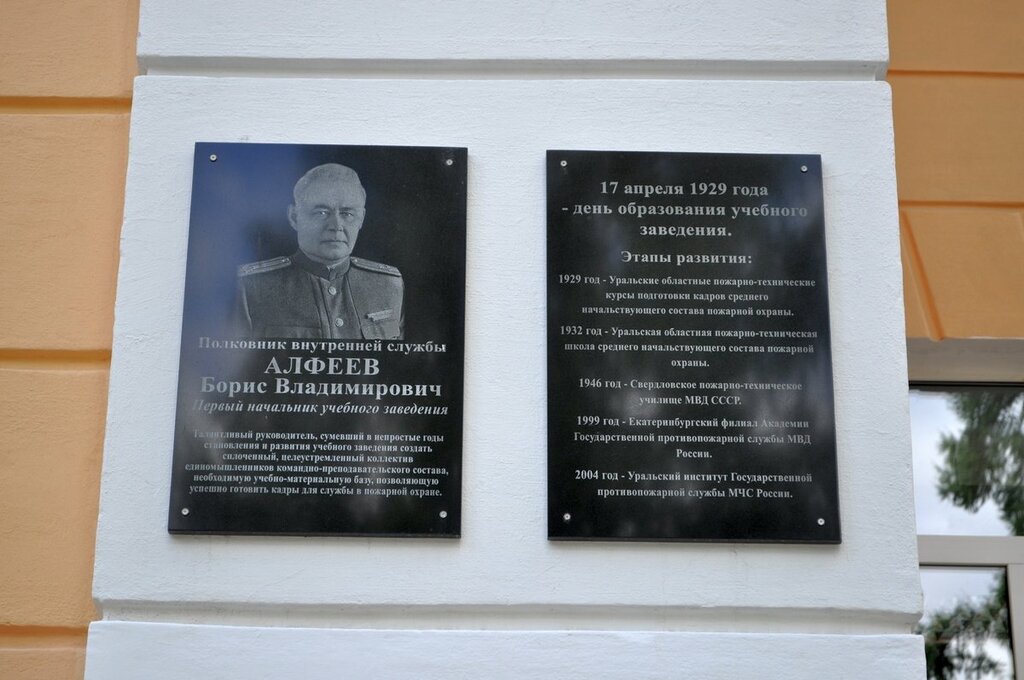 Полковник внутренней службы
АЛФЕЕВ
Борис Владимирович
Первый начальник учебного заведения
Талантливый руководитель, сумевший в непростые годы
становления и развития учебного заведения создать
сплоченный, целеустремленный коллектив
единомышленников командно-преподавательского состава,
необходимую учебно-материальную базу, позволяющую
успешно готовить кадры для службы в пожарной охране.
17 апреля 1929 года
- день образования учебного
заведения.
Этапы развития:
1929 год - Уральские областные пожарно-технические
курсы подготовки кадров среднего
начальствующего состава пожарной охраны.
1932 год - Уральская областная пожарно-техническая
школа среднего начальствующего состава пожарной
охраны.
1946 год - Свердловское пожарно-техническое
училище МВД СССР.
1999 год - Екатеринбургский филиал Академии
Государственной противопожарной службы МВД
России.
2004 год - Уральский институт Государственной
противопожарной службы МЧС России.